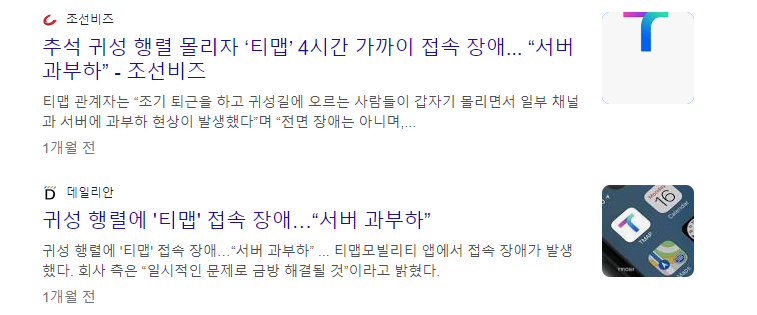 조선비즈
추석 귀성 행렬 몰리자 ‘티맵’ 4시간 가까이 접속 장애... “서버
과부하” - 조선비즈
티맵 관계자는 “조기 퇴근을 하고 귀성길에 오르는 사람들이 갑자기 몰리면서 일부 채널
과 서버에 과부하 현상이 발생했다”며 “전면 장애는 아니며,...
1개월 전
데일리안
귀성 행렬에 '티맵' 접속 장애…“서버 과부하”
귀성 행렬에 '티맵' 접속 장애…“서버 과부하” ... 티맵모빌리티 앱에서 접속 장애가 발생
했다. 회사 측은 “일시적인 문제로 금방 해결될 것”이라고 밝혔다.
1개월 전
Monday
16
Calendar
TMAP